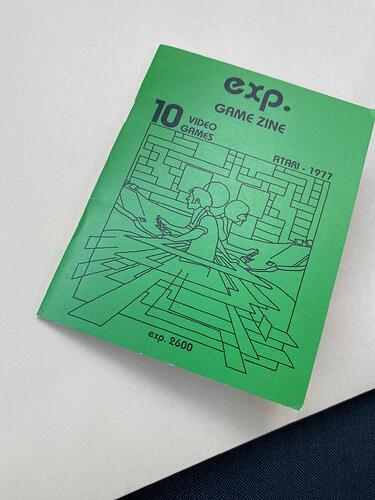 exp.
GAME ZINE
10 VIDEO
GAMES
ATARI - 1977
exp. 2600